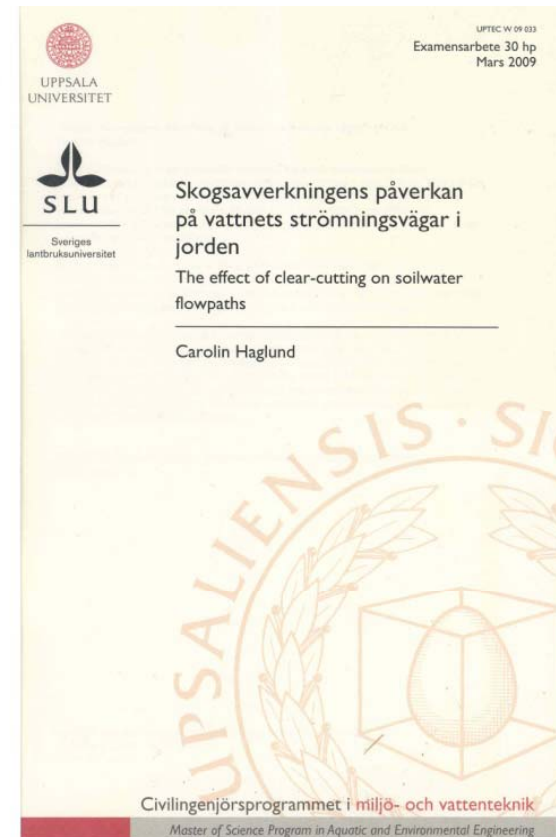 UPTEC W 09 033
Examensarbete 30 hp
Mars 2009
UPPSALA
UNIVERSITET
SLU
Sveriges
lantbruksuniversitet
Skogsavverkningens påverkan
på vattnets strömningsvägar i
jorden
The effect of clear-cutting on soilwater
flowpaths
Carolin Haglund
UPSALIENSIS · SI
Civilingenjörsprogrammet i miljö- och vattenteknik
Master of Science Program in Aquatic and Environmental Engineering